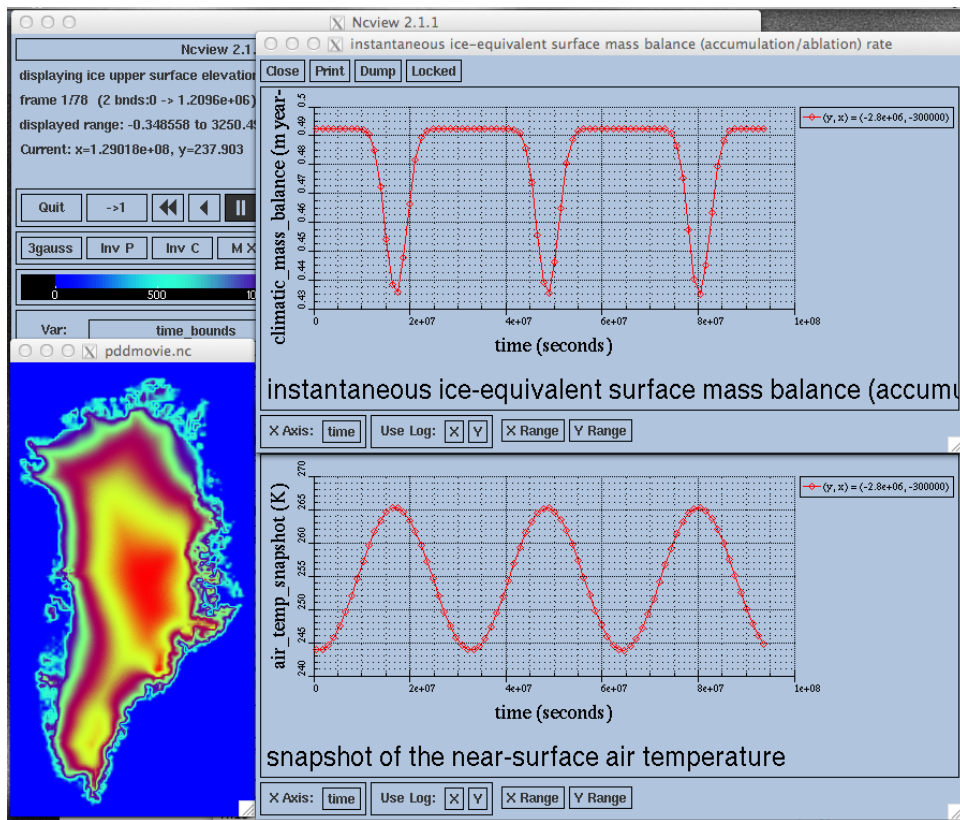 Ncview 2.1.1
Ncview 2.1.
displaying ice upper surface elevation
frame 1/78 (2 bnds:0 -> 1.2096e+06)
displayed range: -0.348558 to 3250.4
Current: x=1.29018e+08, y=237.903
Quit
->1
3gauss
Inv P
Inv C
M X
0
500
10
Var:
time_bounds
pddmovie.nc
instantaneous ice-equivalent surface mass balance (accumulation/ablation) rate
Close
Print
Dump
Locked
climatic_mass_balance (m year-
0.5
0.49
0.48
0.47
0.46
0.45
0.44
0.43
(y, x) = (-2.8e+06, -300000)
0
2e+07
4e+07
6e+07
8e+07
1e+08
time (seconds)
instantaneous ice-equivalent surface mass balance (accumu
X Axis:
time
Use Log:
X
Y
X Range
Y Range
air_temp_snapshot (K)
270
265
260
255
250
245
240
(y, x) = (-2.8e+06, -300000)
0
2e+07
4e+07
6e+07
8e+07
1e+08
time (seconds)
snapshot of the near-surface air temperature
X Axis:
time
Use Log:
X
Y
X Range
Y Range